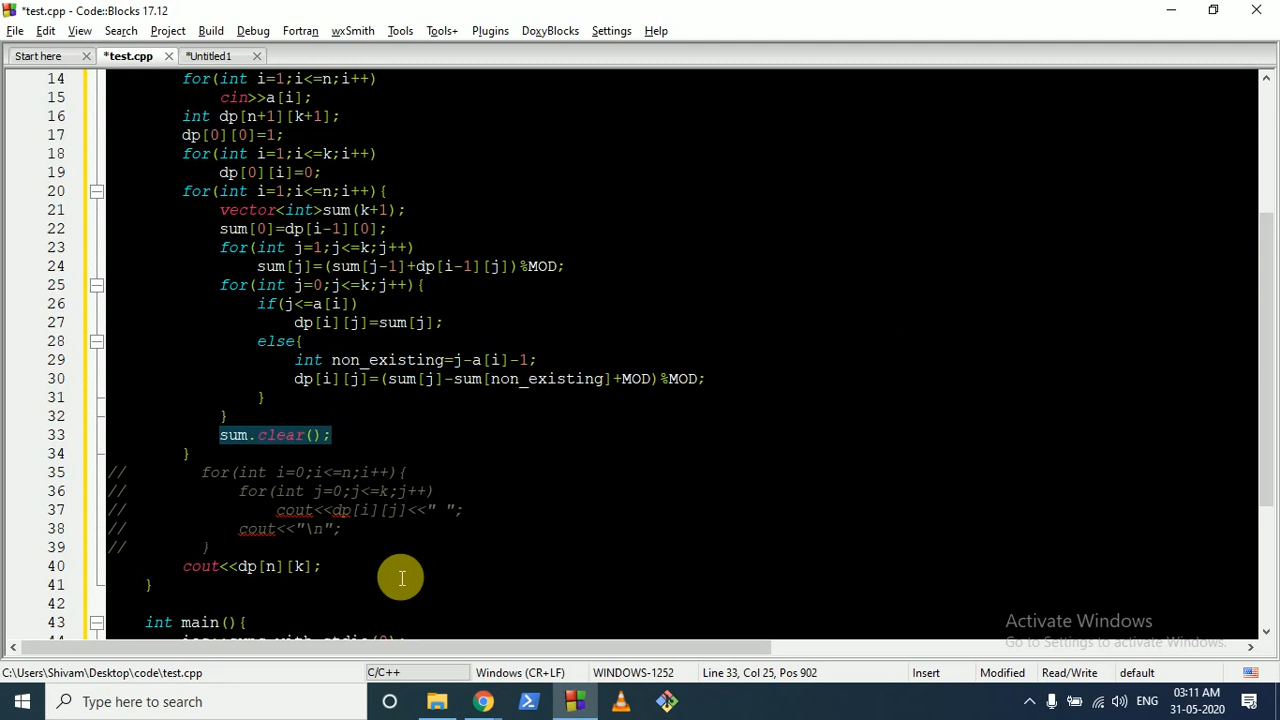 *test.cpp - Code::Blocks 17.12
File Edit View Search Project Build Debug Fortran wxSmith Tools Tools+ Plugins DoxyBlocks Settings Help
Start here *test.cpp *Untitled1
14 for(int i=1;i<=n;i++)
15 cin>>a[i];
16 int dp[n+1][k+1];
17 dp[0][0]=1;
18 for(int i=1;i<=k;i++)
19 dp[0][i]=0;
20 for(int i=1;i<=n;i++){
21 vector<int>sum(k+1);
22 sum[0]=dp[i-1][0];
23 for(int j=1;j<=k;j++)
24 sum[j]=(sum[j-1]+dp[i-1][j])%MOD;
25 for(int j=0;j<=k;j++){
26 if(j<=a[i])
27 dp[i][j]=sum[j];
28 else{
29 int non_existing=j-a[i]-1;
30 dp[i][j]=(sum[j]-sum[non_existing]+MOD)%MOD;
31 }
32 }
33 sum.clear();
34 }
35 // for(int i=0;i<=n;i++){
36 // for(int j=0;j<=k;j++)
37 // cout<<dp[i][j]<<" ";
38 // cout<<"\n";
39 // }
40 cout<<dp[n][k];
41 }
42
43 int main(){
Activate Windows
Go to Settings to activate Windows.
C:\Users\Shivam\Desktop\code\test.cpp C/C++ Windows (CR+LF) WINDOWS-1252 Line 33, Col 25, Pos 902 Insert Modified Read/Write default
Type here to search ENG 03:11 AM
31-05-2020